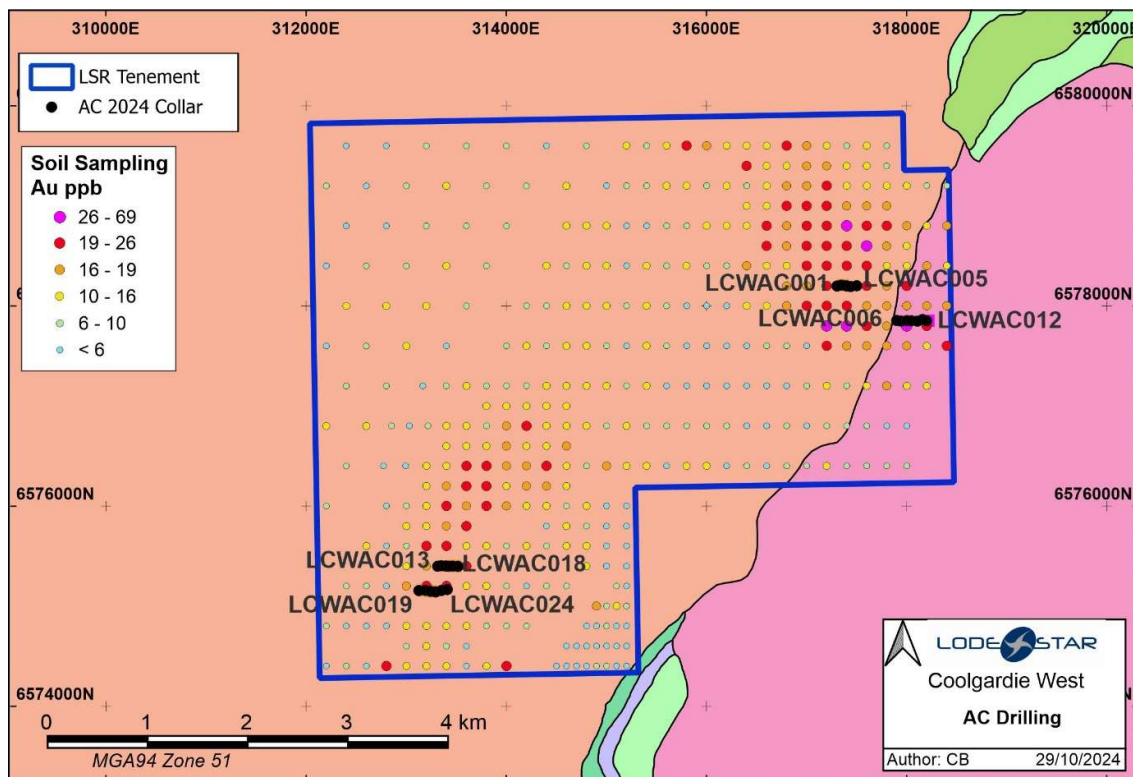 310000E
312000E
314000E
316000E
318000E
320000E
LSR Tenement
AC 2024 Collar
6580000N
Soil Sampling
Au ppb
26 - 69
19 - 26
16 - 19
10 - 16
6 - 10
< 6
LCWAC001
LCWAC005
6578000N
LCWAC006
LCWAC012
6576000N
LCWAC013
LCWAC018
LCWAC019
LCWAC024
6574000N
0 1 2 3 4 km
MGA94 Zone 51
LODESTAR
Coolgardie West
AC Drilling
Author: CB 29/10/2024